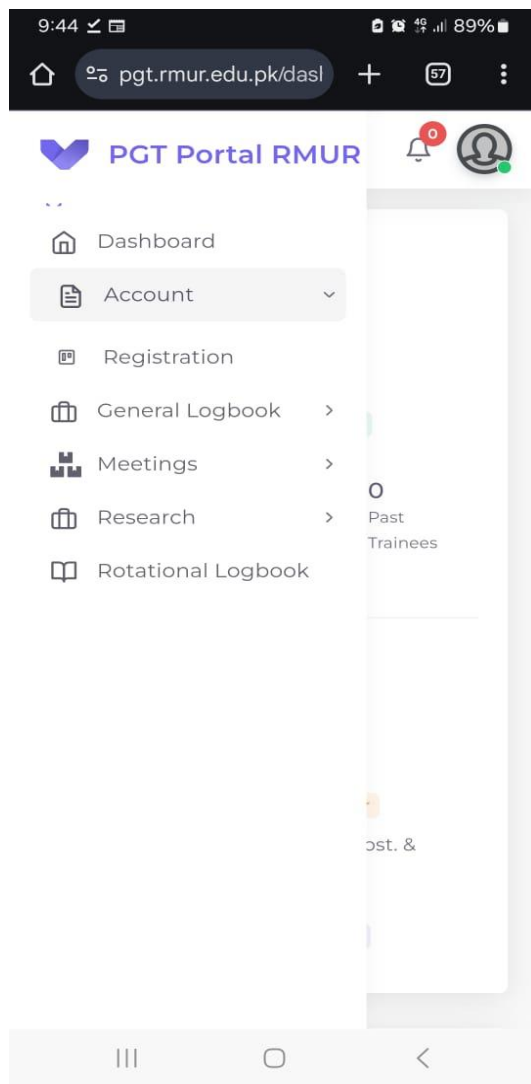 9:44
4G
89%
pgt.rmur.edu.pk/dasl
57
PGT Portal RMUR
0
Dashboard
Account
Registration
General Logbook
Meetings
Research
Rotational Logbook
0
Past
Trainees
ost. &